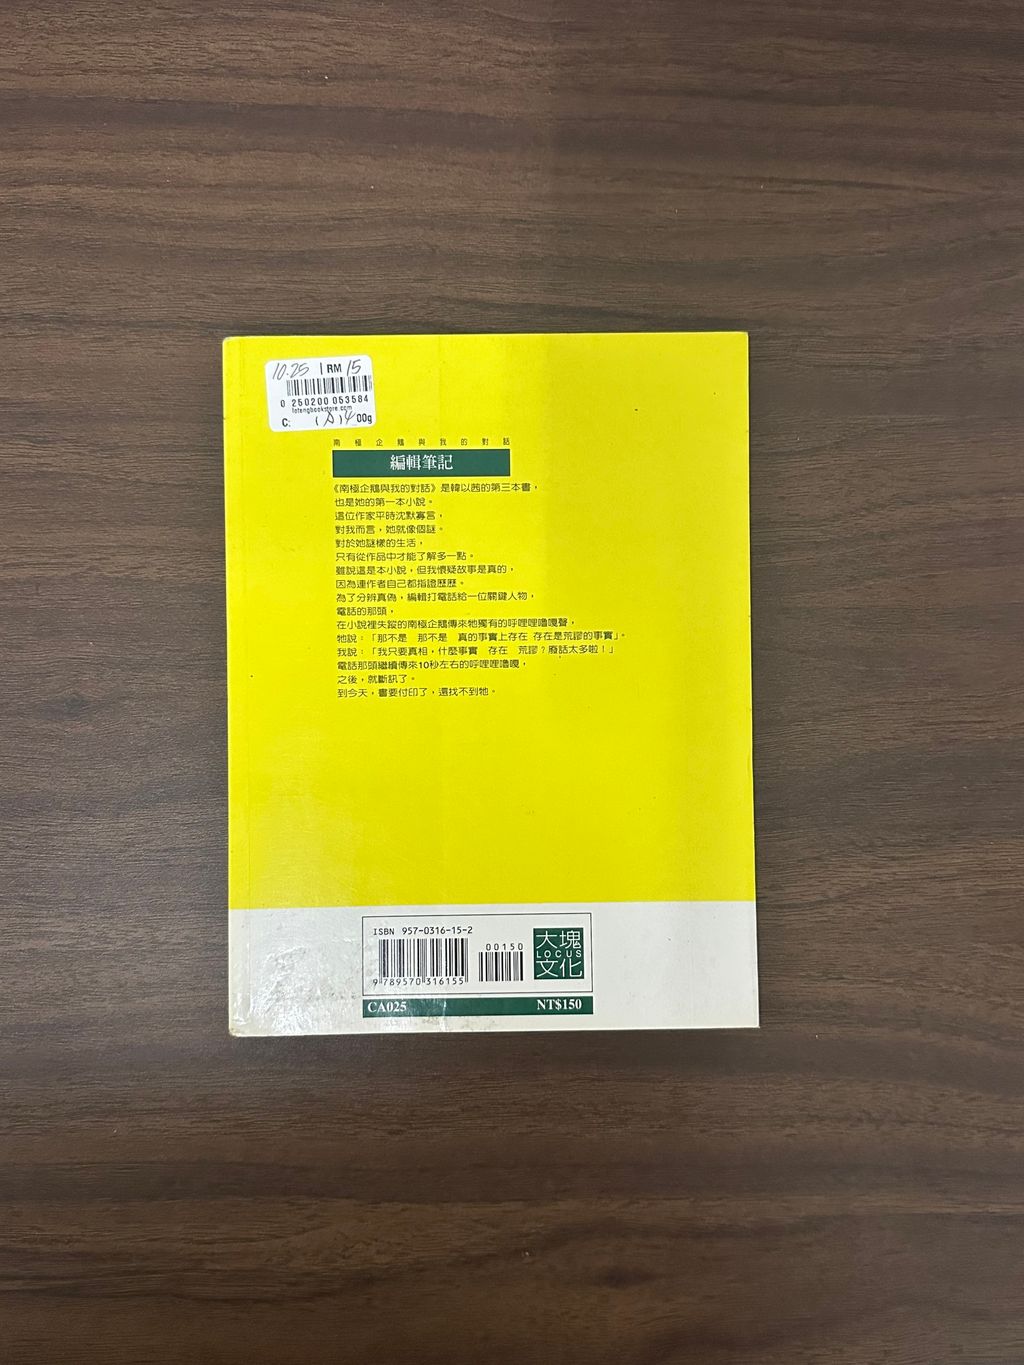 10.25 | RM 15
0 250200 053584
fatengbookstore.com
C: (A)4 .00g
南極企鵝與我的對話
編輯筆記
《南極企鵝與我的對話》是韓以茜的第三本書，
也是她的第一本小說。
這位作家平時沈默寡言，
對我而言，她就像個謎。
對於她謎樣的生活，
只有從作品中才能了解多一點。
雖說這是本小說，但我懷疑故事是真的，
因為連作者自己都指證歷歷。
為了分辨真偽，編輯打電話給一位關鍵人物，
電話的那頭，
在小說裡失蹤的南極企鵝傳來牠獨有的呼哩哩嚕嘎聲，
牠說：「那不是　那不是　真的事實上存在 存在是荒謬的事實」。
我說：「我只要真相，什麼事實　存在　荒謬？廢話太多啦！」
電話那頭繼續傳來10秒左右的呼哩哩嚕嘎，
之後，就斷訊了。
到今天，書要付印了，還找不到牠。
ISBN 957-0316-15-2
00150
9 789570 316155
大塊
LOCUS
文化
CA025 NT$150